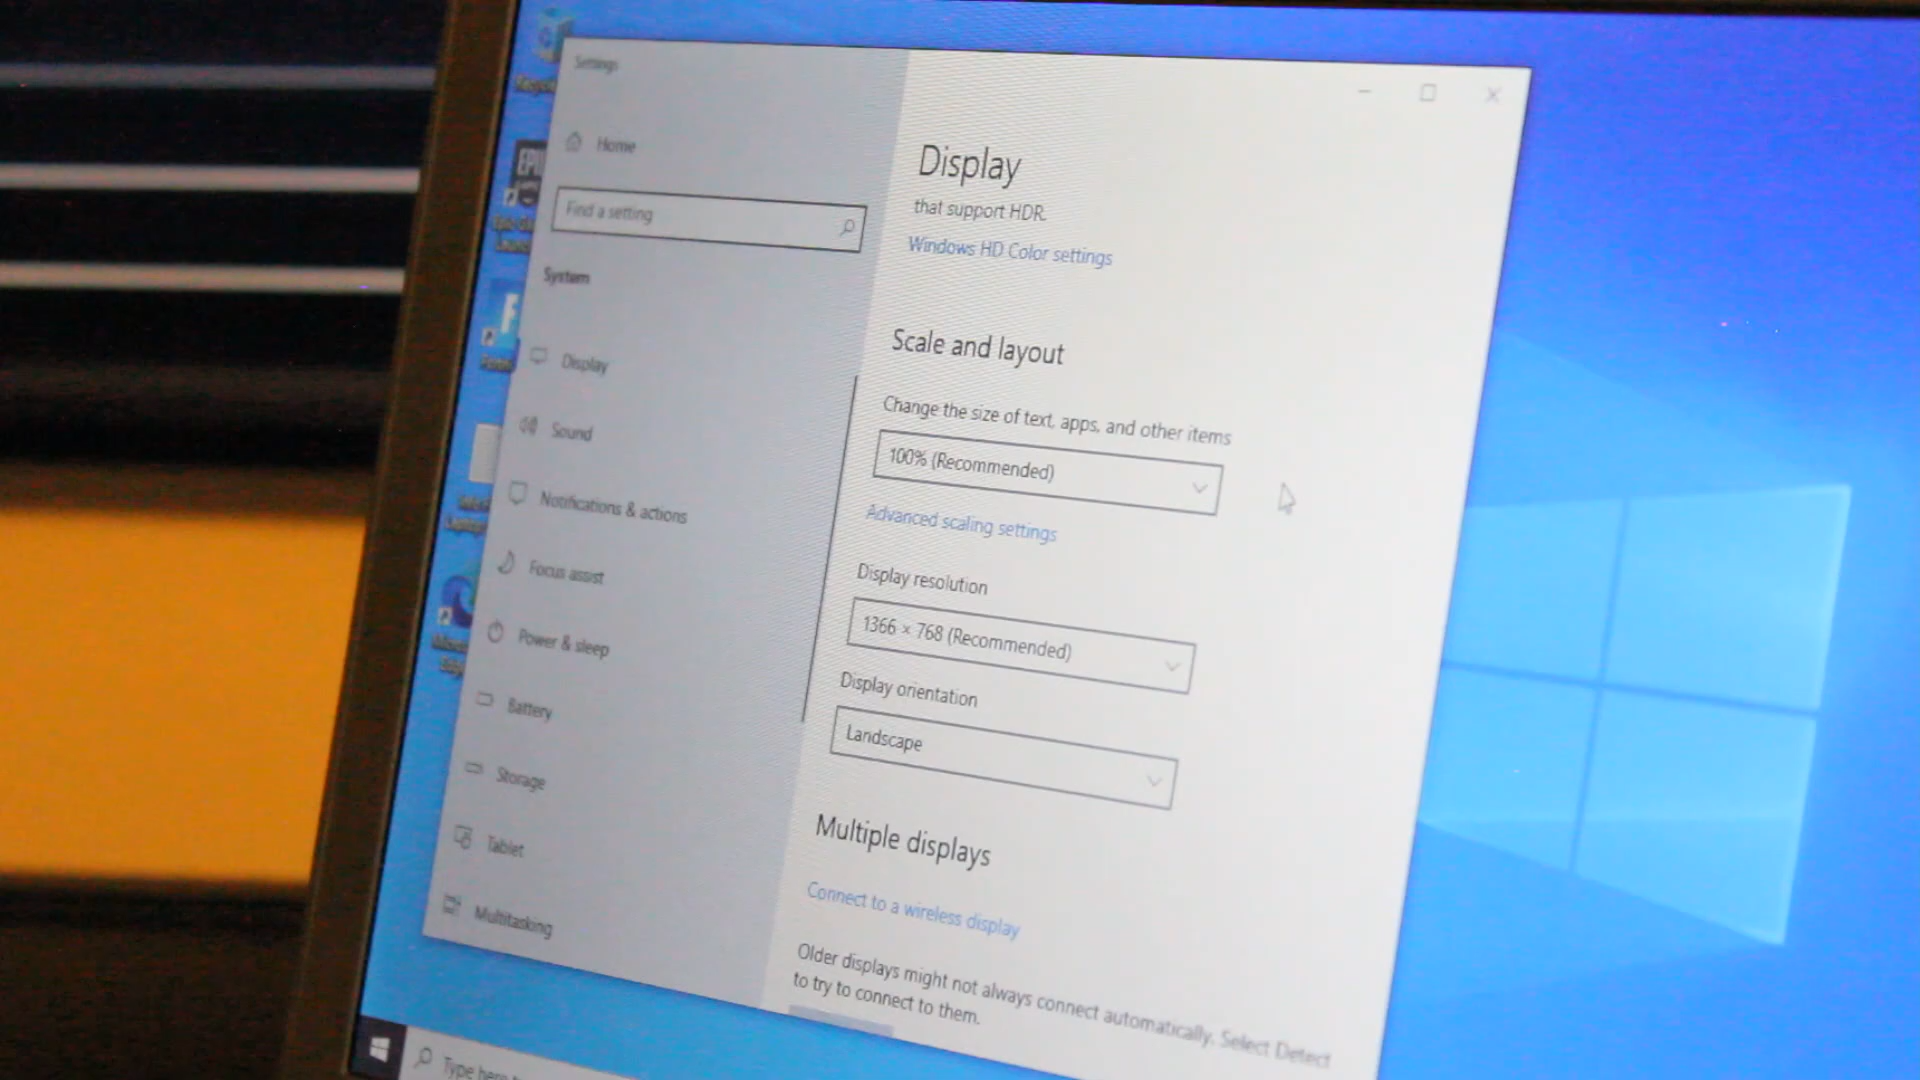 Settings
Home
Find a setting
System
Display
Sound
Notifications & actions
Focus assist
Power & sleep
Battery
Storage
Tablet
Multitasking
Display
that support HDR.
Windows HD Color settings
Scale and layout
Change the size of text, apps, and other items
100% (Recommended)
Advanced scaling settings
Display resolution
1366 × 768 (Recommended)
Display orientation
Landscape
Multiple displays
Connect to a wireless display
Older displays might not always connect automatically. Select Detect
to try to connect to them.
Type here